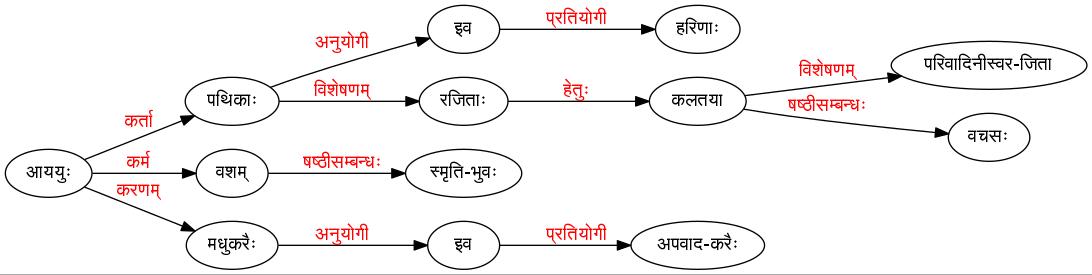 इव
प्रतियोगी
हरिणाः
अनुयोगी
परिवादिनीस्वर-जिता
विशेषणम्
पथिकाः
विशेषणम्
रजिताः
हेतुः
कलतया
षष्ठीसम्बन्धः
वचसः
कर्ता
आययुः
कर्म
वशम्
षष्ठीसम्बन्धः
स्मृति-भुवः
करणम्
मधुकरैः
अनुयोगी
इव
प्रतियोगी
अपवाद-करैः